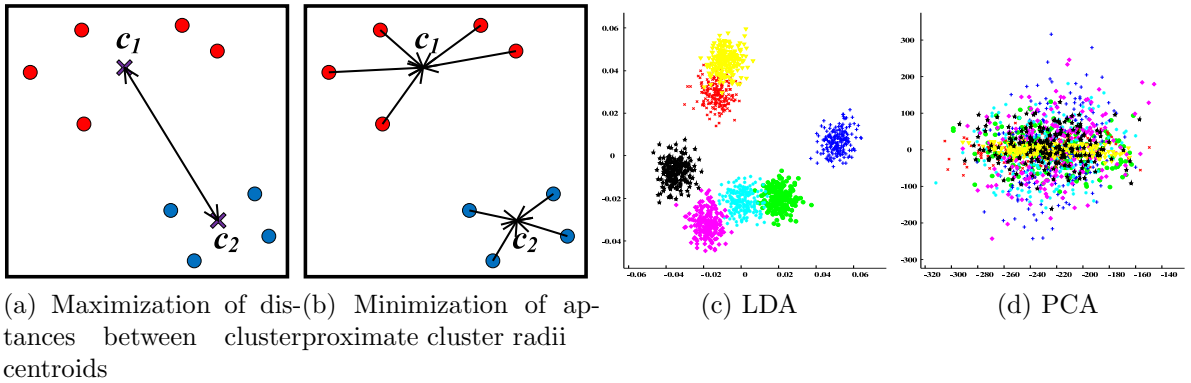 c1
c2
c1
c2
0.06
0.04
0.02
0
-0.02
-0.04
-0.06 -0.04 -0.02 0 0.02 0.04 0.06
300
200
100
0
-100
-200
-300
-320 -300 -280 -260 -240 -220 -200 -180 -160 -140
(a) Maximization of dis-
tances between cluster
centroids
(b) Minimization of ap-
proximate cluster radii
(c) LDA
(d) PCA